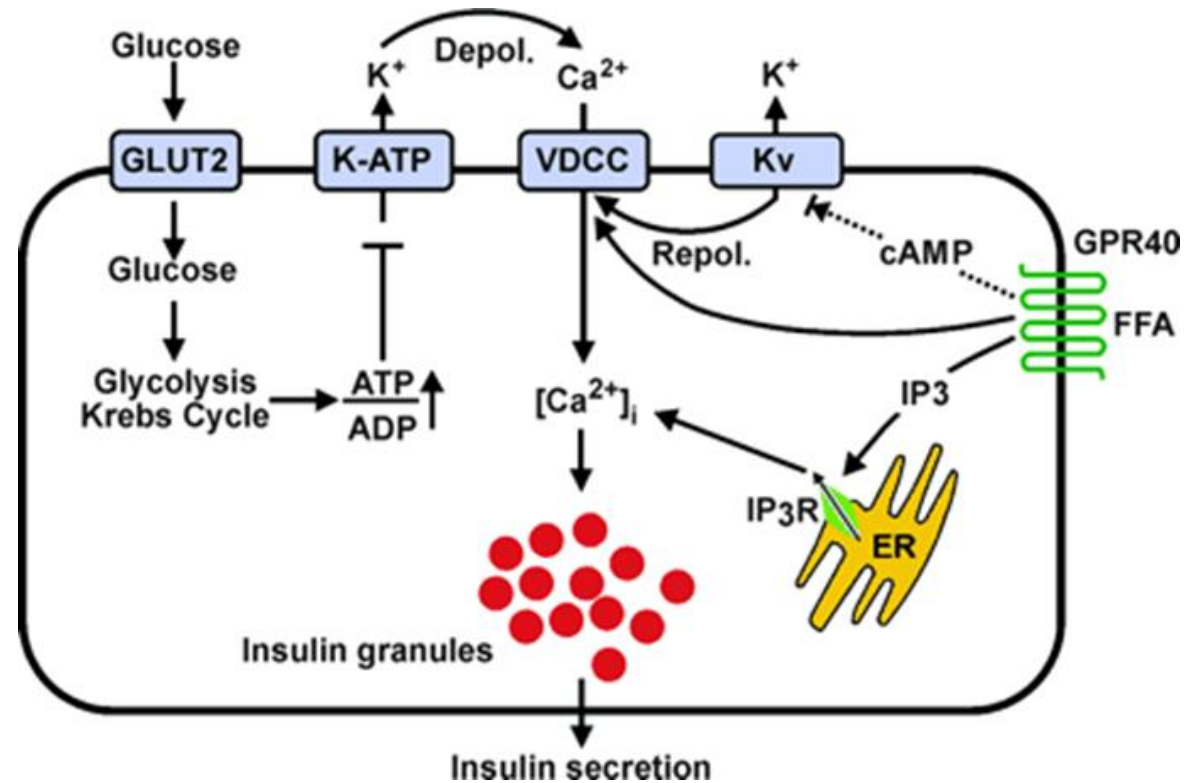 Glucose
K⁺
Depol.
Ca²⁺
K⁺
GLUT2
K-ATP
VDCC
Kv
Glucose
Repol.
cAMP
GPR40
FFA
Glycolysis
Krebs Cycle
ATP
ADP
[Ca²⁺]ᵢ
IP3
IP₃R
ER
Insulin granules
Insulin secretion